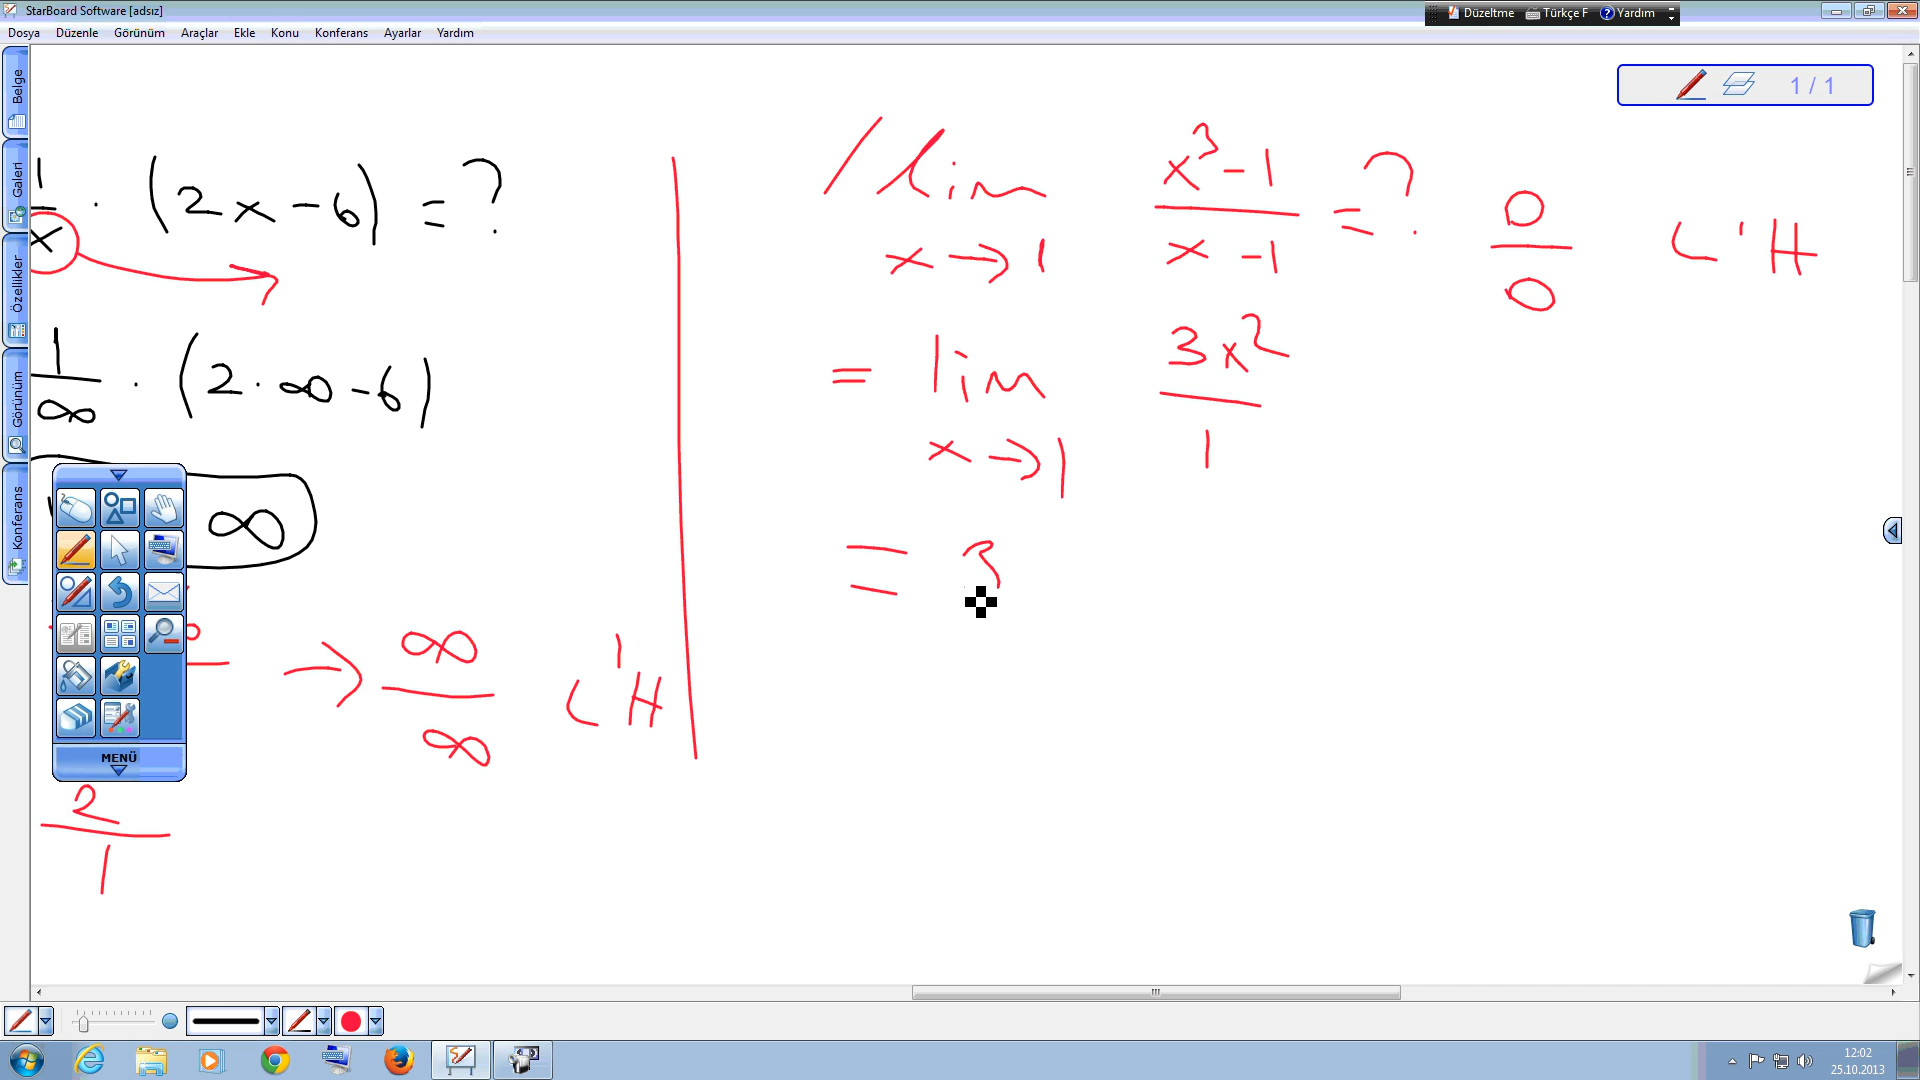 StarBoard Software [adsız]
Düzeltme Türkçe F Yardım
Dosya Düzenle Görünüm Araçlar Ekle Konu Konferans Ayarlar Yardım
Belge
Galeri
Özellikler
Görünüm
Konferans
1 / 1
1/x · (2x - 6) = ?
1/∞ · (2 · ∞ - 6)
∞
→ ∞/∞ L'H
2/1
/ lim x→1 x³ - 1 / x - 1 = ? 0/0 L'H
= lim x→1 3x² / 1
= 3
MENÜ
12:02
25.10.2013